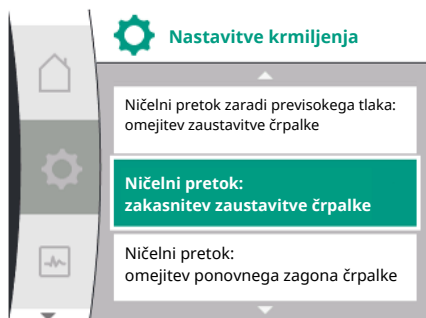 Nastavitve krmiljenja
Ničelni pretok zaradi previsokega tlaka:
omejitev zaustavitve črpalke
Ničelni pretok:
zakasnitev zaustavitve črpalke
Ničelni pretok:
omejitev ponovnega zagona črpalke